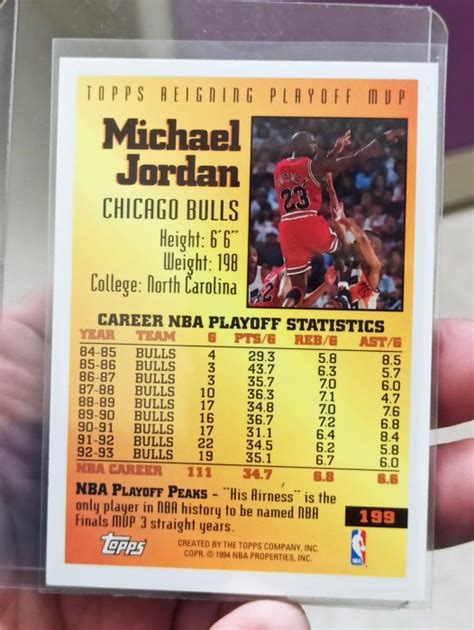 TOPPS REIGNING PLAYOFF MVP
Michael
Jordan
CHICAGO BULLS
Height: 6'6"
Weight: 198
College: North Carolina
23
CAREER NBA PLAYOFF STATISTICS
YEAR TEAM G PTS/G REB/G AST/G
84-85 BULLS 4 29.3 5.8 8.5
85-86 BULLS 3 43.7 6.3 5.7
86-87 BULLS 3 35.7 7.0 6.0
87-88 BULLS 10 36.3 7.1 4.7
88-89 BULLS 17 34.8 7.0 7.6
89-90 BULLS 16 36.7 7.2 6.8
90-91 BULLS 17 31.1 6.4 8.4
91-92 BULLS 22 34.5 6.2 5.8
92-93 BULLS 19 35.1 6.7 6.0
NBA CAREER 111 34.7 6.8 6.6
NBA PLAYOFF PEAKS - "His Airness" is the
only player in NBA history to be named NBA
Finals MVP 3 straight years.
199
Topps
CREATED BY THE TOPPS COMPANY, INC.
COPR. © 1994 NBA PROPERTIES, INC.
NBA